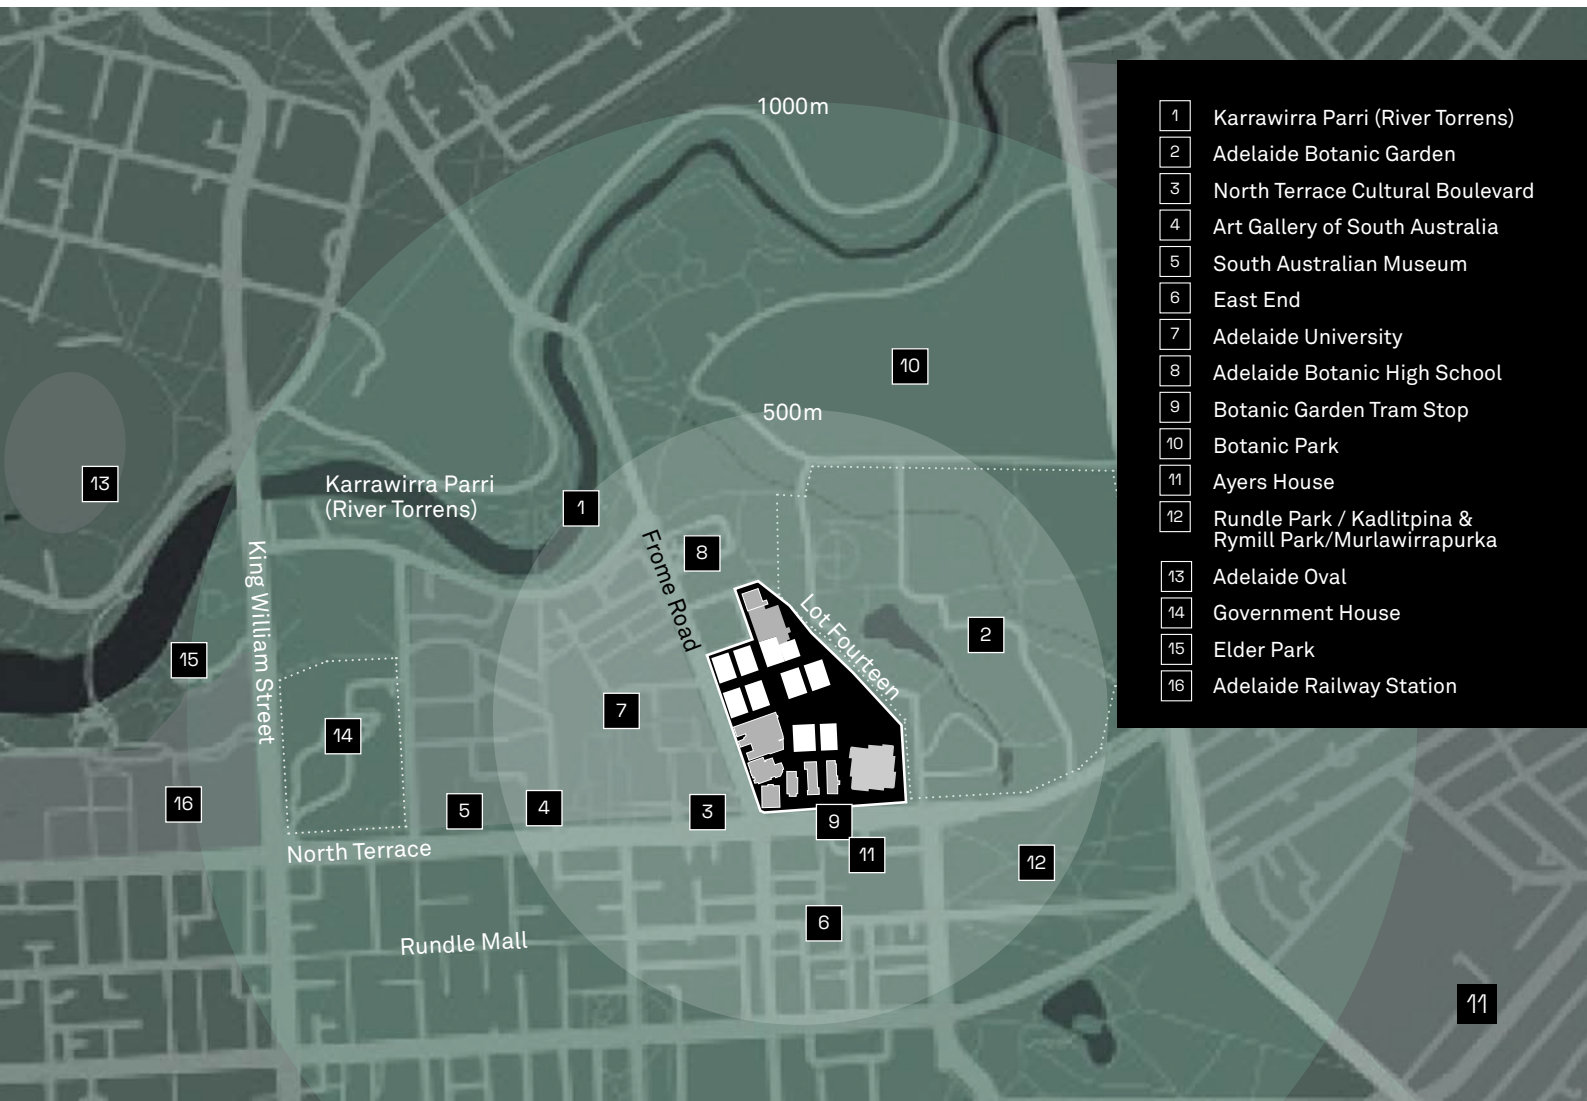 1000m
500m
10
13
Karrawirra Parri
(River Torrens)
1
8
Frome Road
King William Street
Lot Fourteen
2
15
7
14
16
5
4
3
9
11
12
North Terrace
6
Rundle Mall
1 Karrawirra Parri (River Torrens)
2 Adelaide Botanic Garden
3 North Terrace Cultural Boulevard
4 Art Gallery of South Australia
5 South Australian Museum
6 East End
7 Adelaide University
8 Adelaide Botanic High School
9 Botanic Garden Tram Stop
10 Botanic Park
11 Ayers House
12 Rundle Park / Kadlitpina &
Rymill Park/Murlawirrapurka
13 Adelaide Oval
14 Government House
15 Elder Park
16 Adelaide Railway Station
11